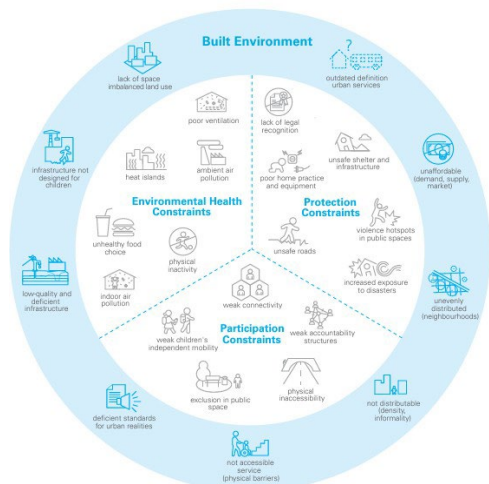 Built Environment
?
lack of space
imbalanced land use
outdated definition
urban services
poor ventilation
lack of legal
recognition
infrastructure not
designed for
children
heat islands
ambient air
pollution
poor home practice
and equipment
unsafe shelter and
infrastructure
unaffordable
(demand, supply,
market)
Environmental Health
Constraints
Protection
Constraints
unhealthy food
choice
physical
inactivity
unsafe roads
violence hotspots
in public spaces
low-quality and
deficient
infrastructure
indoor air
pollution
weak connectivity
increased exposure
to disasters
unevenly
distributed
(neighbourhoods)
Participation
Constraints
weak children's
independent mobility
weak accountability
structures
exclusion in public
space
physical
inaccessibility
deficient standards
for urban realities
not distributable
(density,
informality)
not accessible
service
(physical barriers)